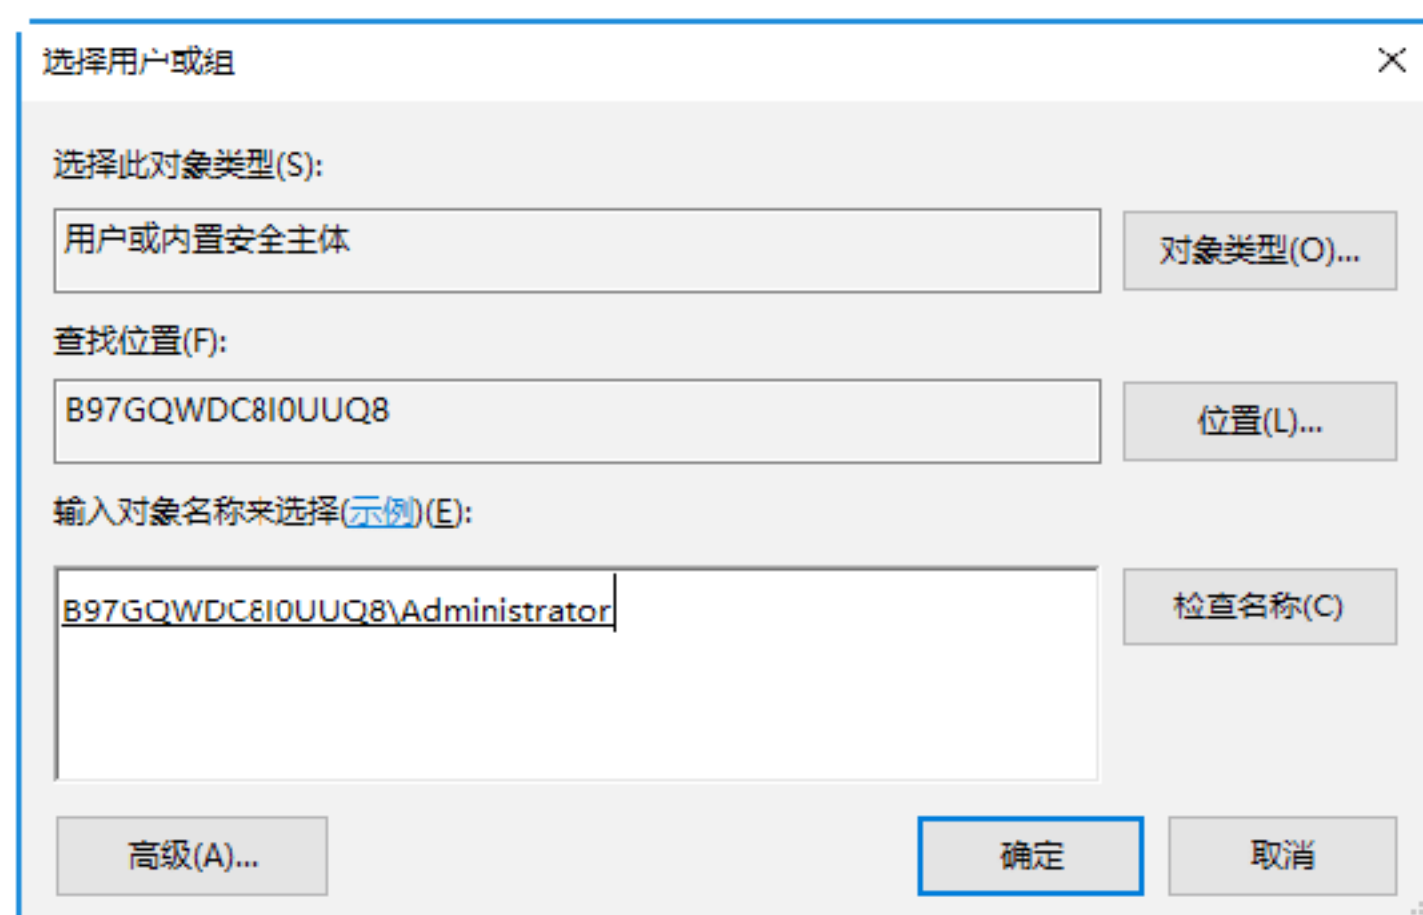 选择用户或组
选择此对象类型(S):
用户或内置安全主体
对象类型(O)...
查找位置(F):
B97GQWDC8I0UUQ8
位置(L)...
输入对象名称来选择(示例)(E):
B97GQWDC8I0UUQ8\Administrator
检查名称(C)
高级(A)...
确定
取消